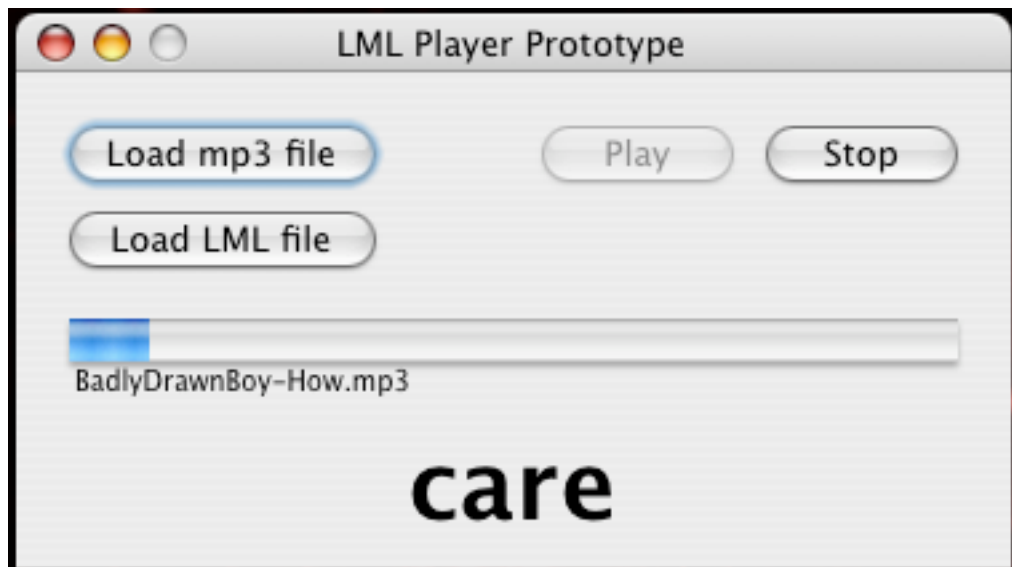 LML Player Prototype
Load mp3 file Play Stop
Load LML file
BadlyDrawnBoy-How.mp3
care